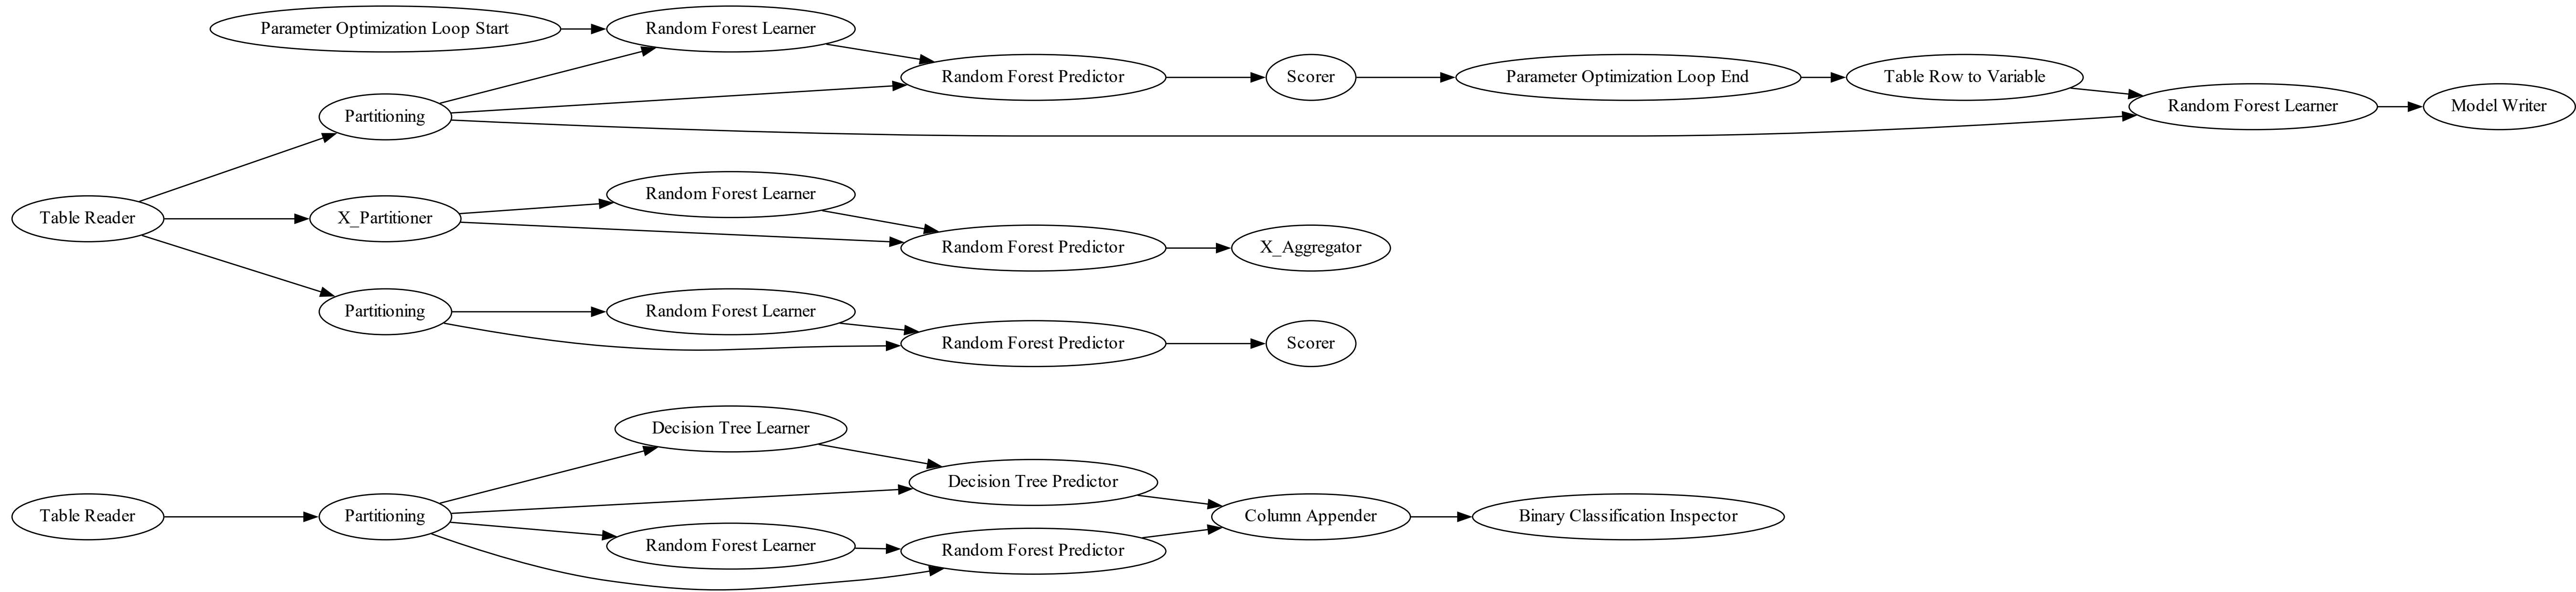 Parameter Optimization Loop Start
Random Forest Learner
Random Forest Predictor
Scorer
Parameter Optimization Loop End
Table Row to Variable
Random Forest Learner
Model Writer
Partitioning
Table Reader
X_Partitioner
Random Forest Learner
Random Forest Predictor
X_Aggregator
Partitioning
Random Forest Learner
Random Forest Predictor
Scorer
Decision Tree Learner
Decision Tree Predictor
Table Reader
Partitioning
Column Appender
Binary Classification Inspector
Random Forest Learner
Random Forest Predictor